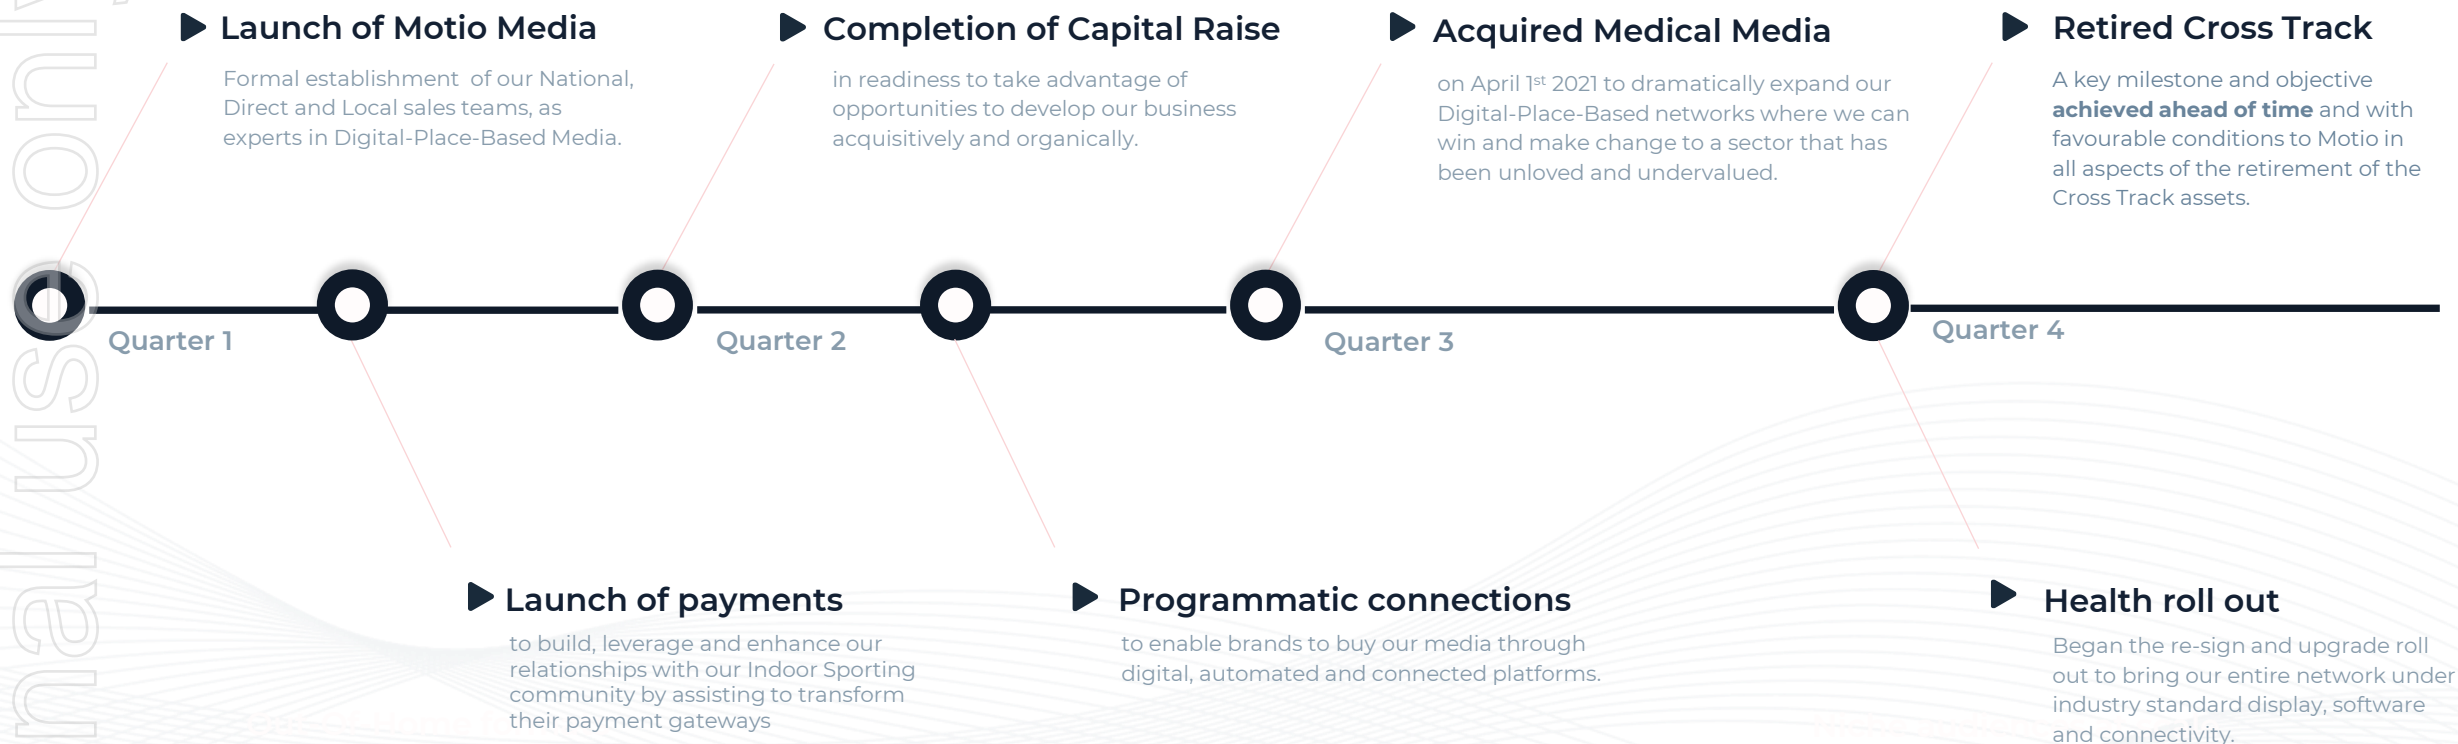 Launch of Motio Media
Formal establishment of our National,
Direct and Local sales teams, as
experts in Digital-Place-Based Media.
Completion of Capital Raise
in readiness to take advantage of
opportunities to develop our business
acquisitively and organically.
Acquired Medical Media
on April 1st 2021 to dramatically expand our
Digital-Place-Based networks where we can
win and make change to a sector that has
been unloved and undervalued.
Retired Cross Track
A key milestone and objective
achieved ahead of time and with
favourable conditions to Motio in
all aspects of the retirement of the
Cross Track assets.
Quarter 1
Quarter 2
Quarter 3
Quarter 4
Launch of payments
to build, leverage and enhance our
relationships with our Indoor Sporting
community by assisting to transform
their payment gateways
Programmatic connections
to enable brands to buy our media through
digital, automated and connected platforms.
Health roll out
Began the re-sign and upgrade roll
out to bring our entire network under
industry standard display, software
and connectivity.
nal use only